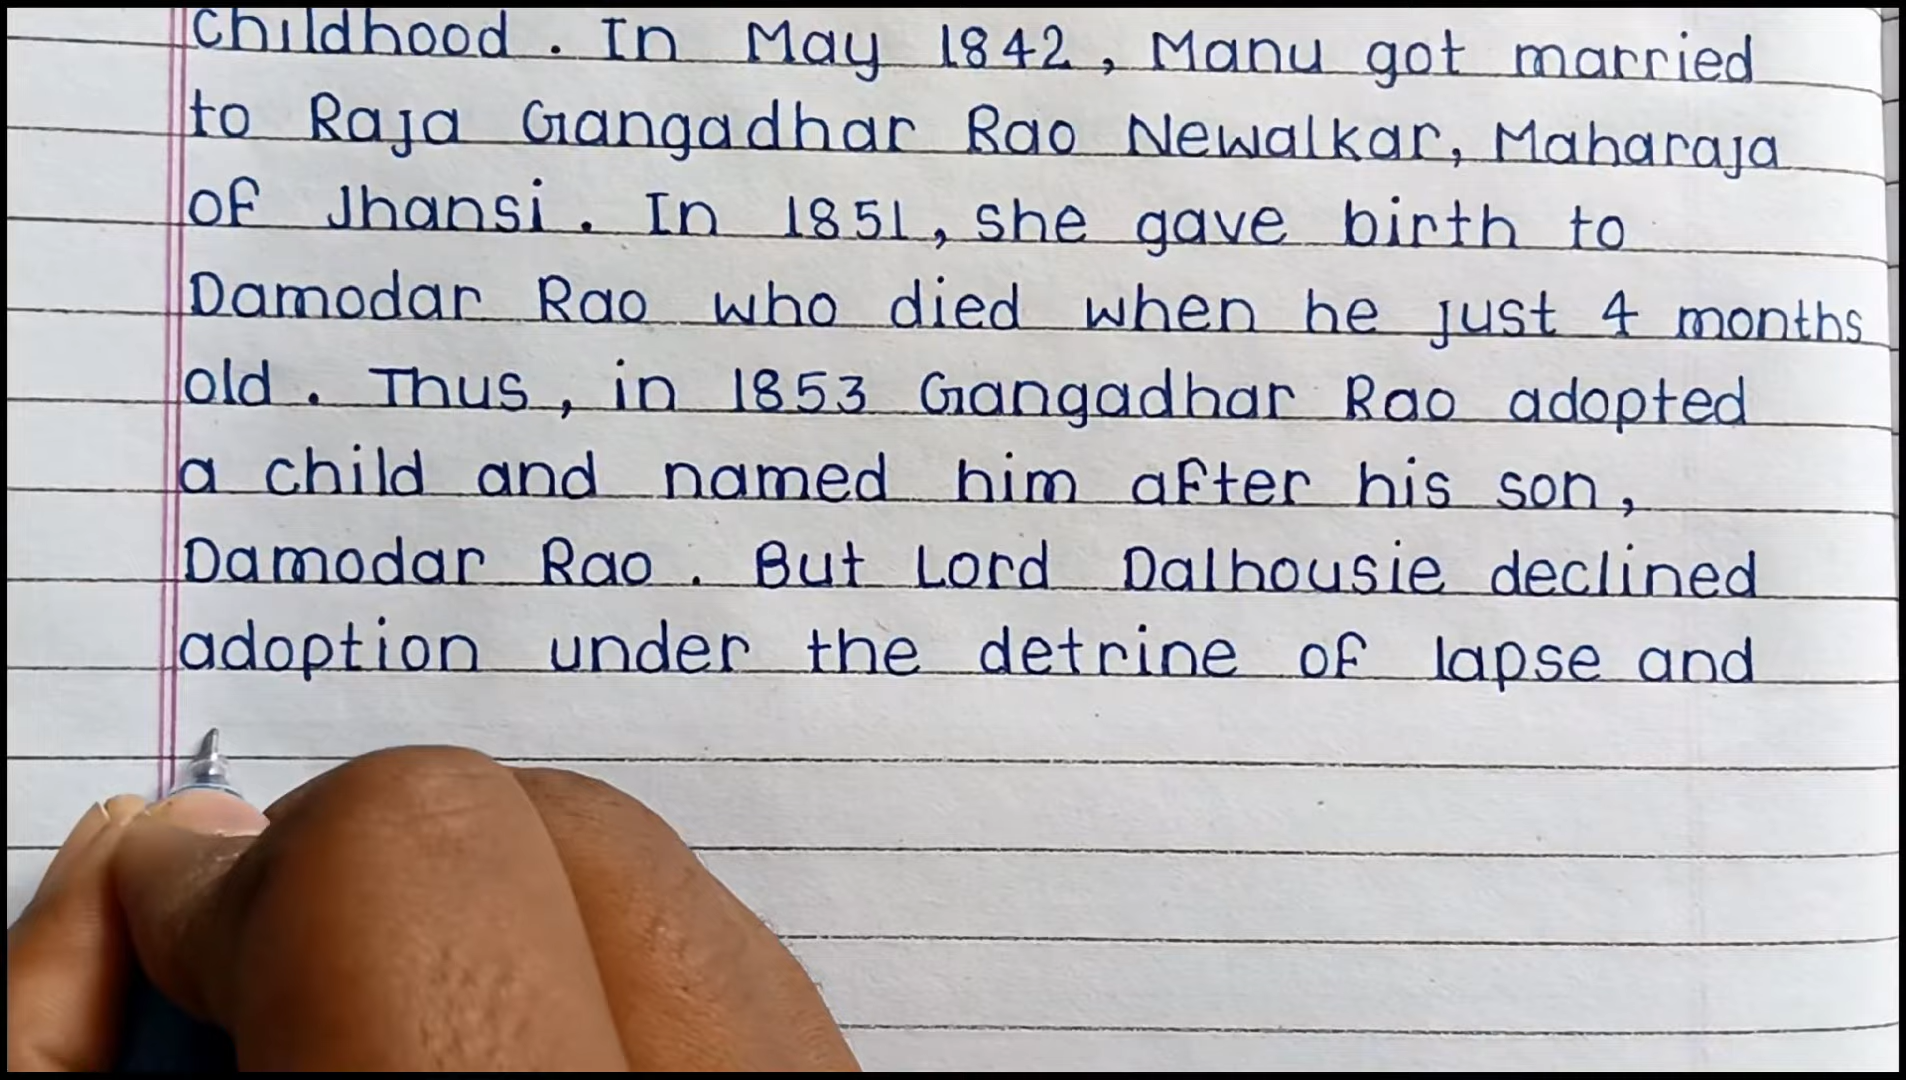 childhood. In May 1842, Manu got married
to Raja Gangadhar Rao Newalkar, Maharaja
of Jhansi. In 1851, she gave birth to
Damodar Rao who died when he just 4 months
old. Thus, in 1853 Gangadhar Rao adopted
a child and named him after his son,
Damodar Rao. But Lord Dalhousie declined
adoption under the detrine of lapse and